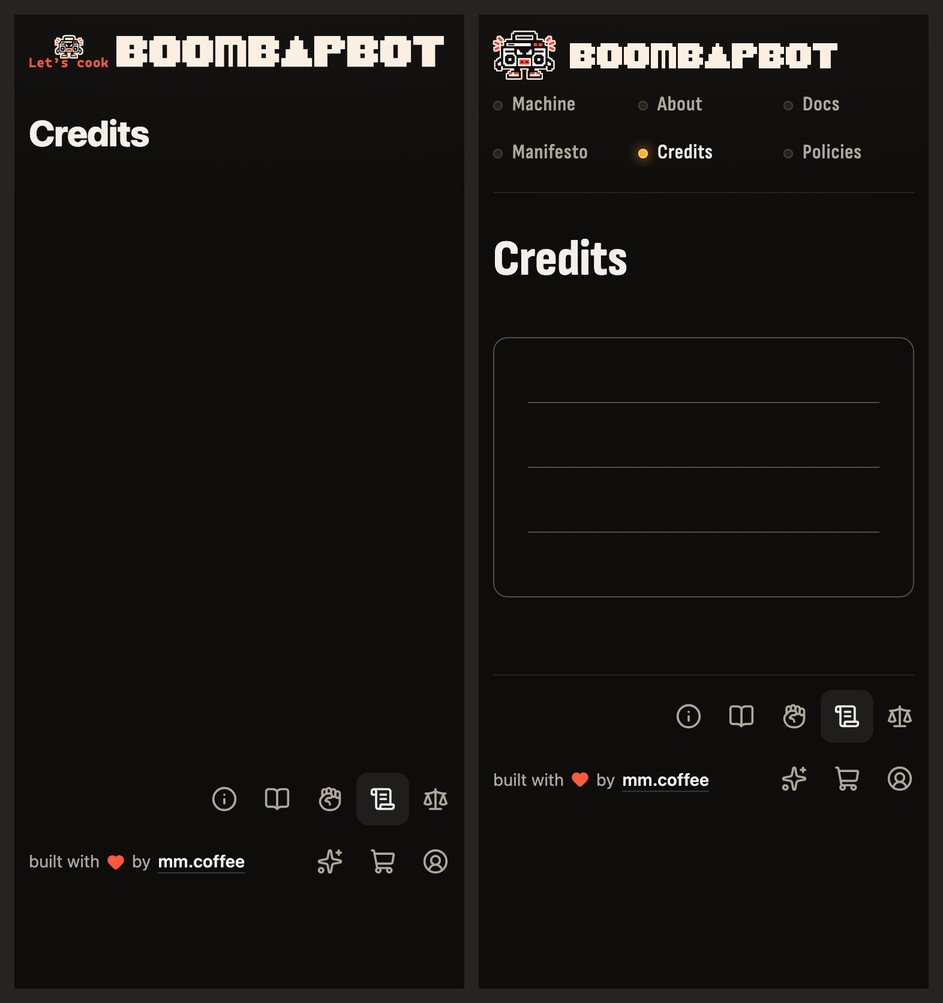 Let's cook BOOMBAPBOT
Credits
built with by mm.coffee
BOOMBAPBOT
Machine About Docs
Manifesto Credits Policies
Credits
built with by mm.coffee